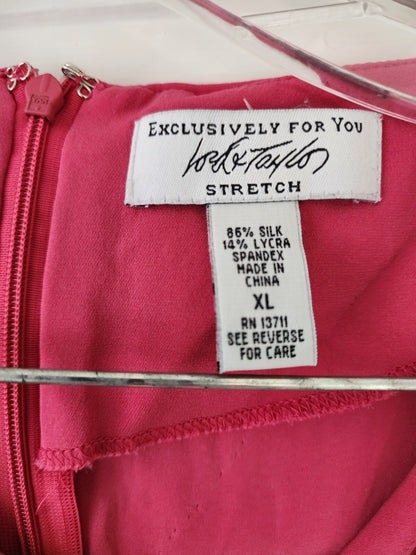 EXCLUSIVELY FOR YOU
Lord & Taylor
STRETCH
86% SILK
14% LYCRA
SPANDEX
MADE IN
CHINA
XL
RN 13711
SEE REVERSE
FOR CARE